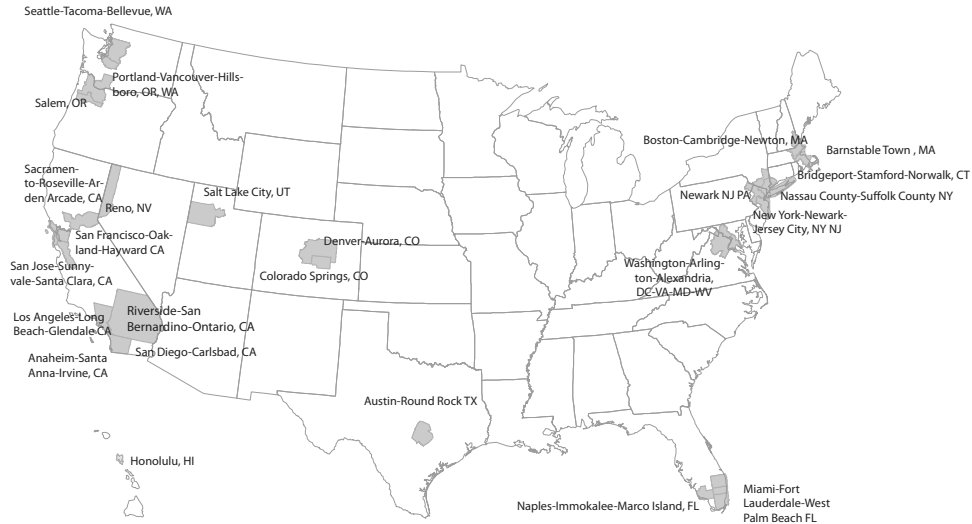 Seattle-Tacoma-Bellevue, WA
Portland-Vancouver-Hills-
boro, OR, WA
Salem, OR
Sacramen-
to-Roseville-Ar-
den Arcade, CA
Reno, NV
Salt Lake City, UT
San Francisco-Oak-
land-Hayward CA
San Jose-Sunny-
vale-Santa Clara, CA
Denver-Aurora, CO
Colorado Springs, CO
Los Angeles-Long
Beach-Glendale CA
Riverside-San
Bernardino-Ontario, CA
Anaheim-Santa
Anna-Irvine, CA
San Diego-Carlsbad, CA
Austin-Round Rock TX
Honolulu, HI
Boston-Cambridge-Newton, MA
Barnstable Town , MA
Bridgeport-Stamford-Norwalk, CT
Newark NJ PA
Nassau County-Suffolk County NY
New York-Newark-
Jersey City, NY NJ
Washington-Arling-
ton-Alexandria,
DC-VA-MD-WV
Naples-Immokalee-Marco Island, FL
Miami-Fort
Lauderdale-West
Palm Beach FL